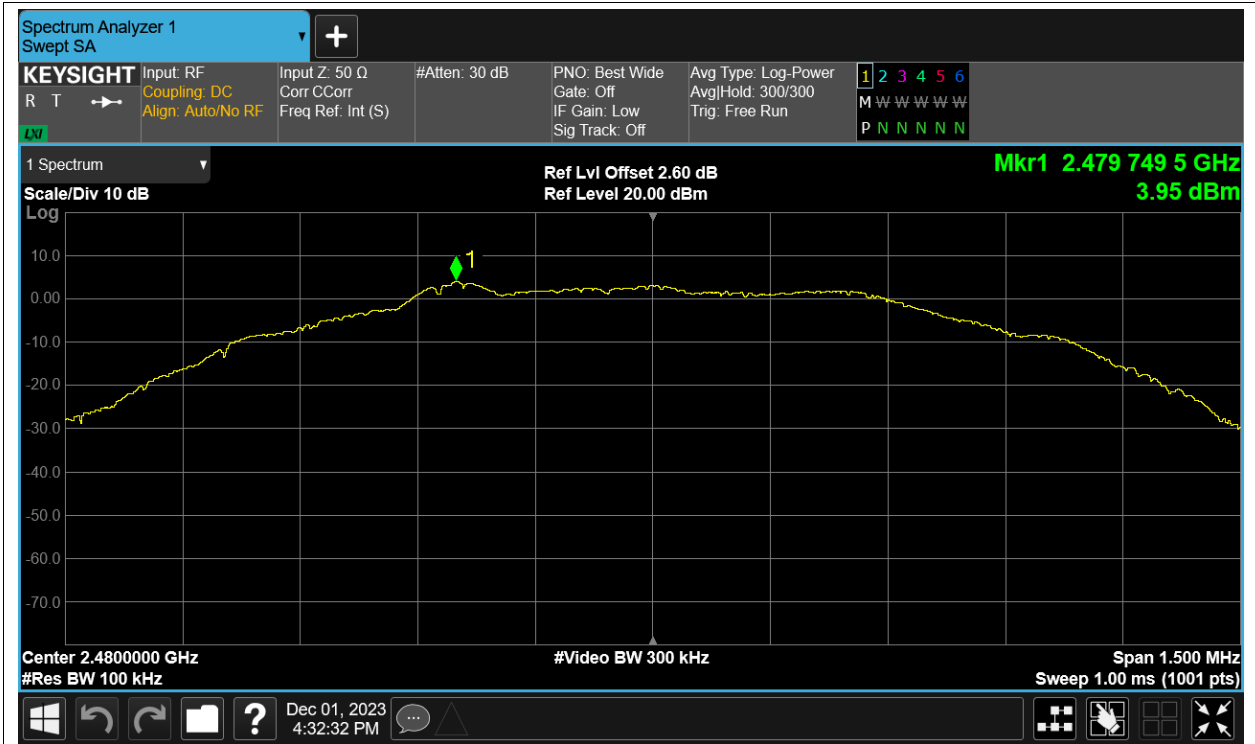 Spectrum Analyzer 1
Swept SA
KEYSIGHT
R T
LXI
Input: RF
Coupling: DC
Align: Auto/No RF
Input Z: 50 Ω
Corr CCorr
Freq Ref: Int (S)
#Atten: 30 dB
PNO: Best Wide
Gate: Off
IF Gain: Low
Sig Track: Off
Avg Type: Log-Power
Avg|Hold: 300/300
Trig: Free Run
1 2 3 4 5 6
M W W W W W
P N N N N N
1 Spectrum
Scale/Div 10 dB
Log
Ref Lvl Offset 2.60 dB
Ref Level 20.00 dBm
Mkr1 2.479 749 5 GHz
3.95 dBm
1
10.0
0.00
-10.0
-20.0
-30.0
-40.0
-50.0
-60.0
-70.0
Center 2.4800000 GHz
#Res BW 100 kHz
#Video BW 300 kHz
Span 1.500 MHz
Sweep 1.00 ms (1001 pts)
?
Dec 01, 2023
4:32:32 PM